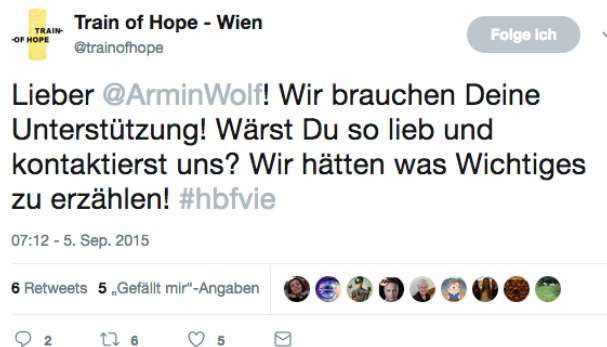 TRAIN-
-OF HOPE
Train of Hope - Wien
@trainofhope
Folge ich
Lieber @ArminWolf! Wir brauchen Deine
Unterstützung! Wärst Du so lieb und
kontaktierst uns? Wir hätten was Wichtiges
zu erzählen! #hbfvie
07:12 - 5. Sep. 2015
6 Retweets 5 „Gefällt mir“-Angaben
2 6 5